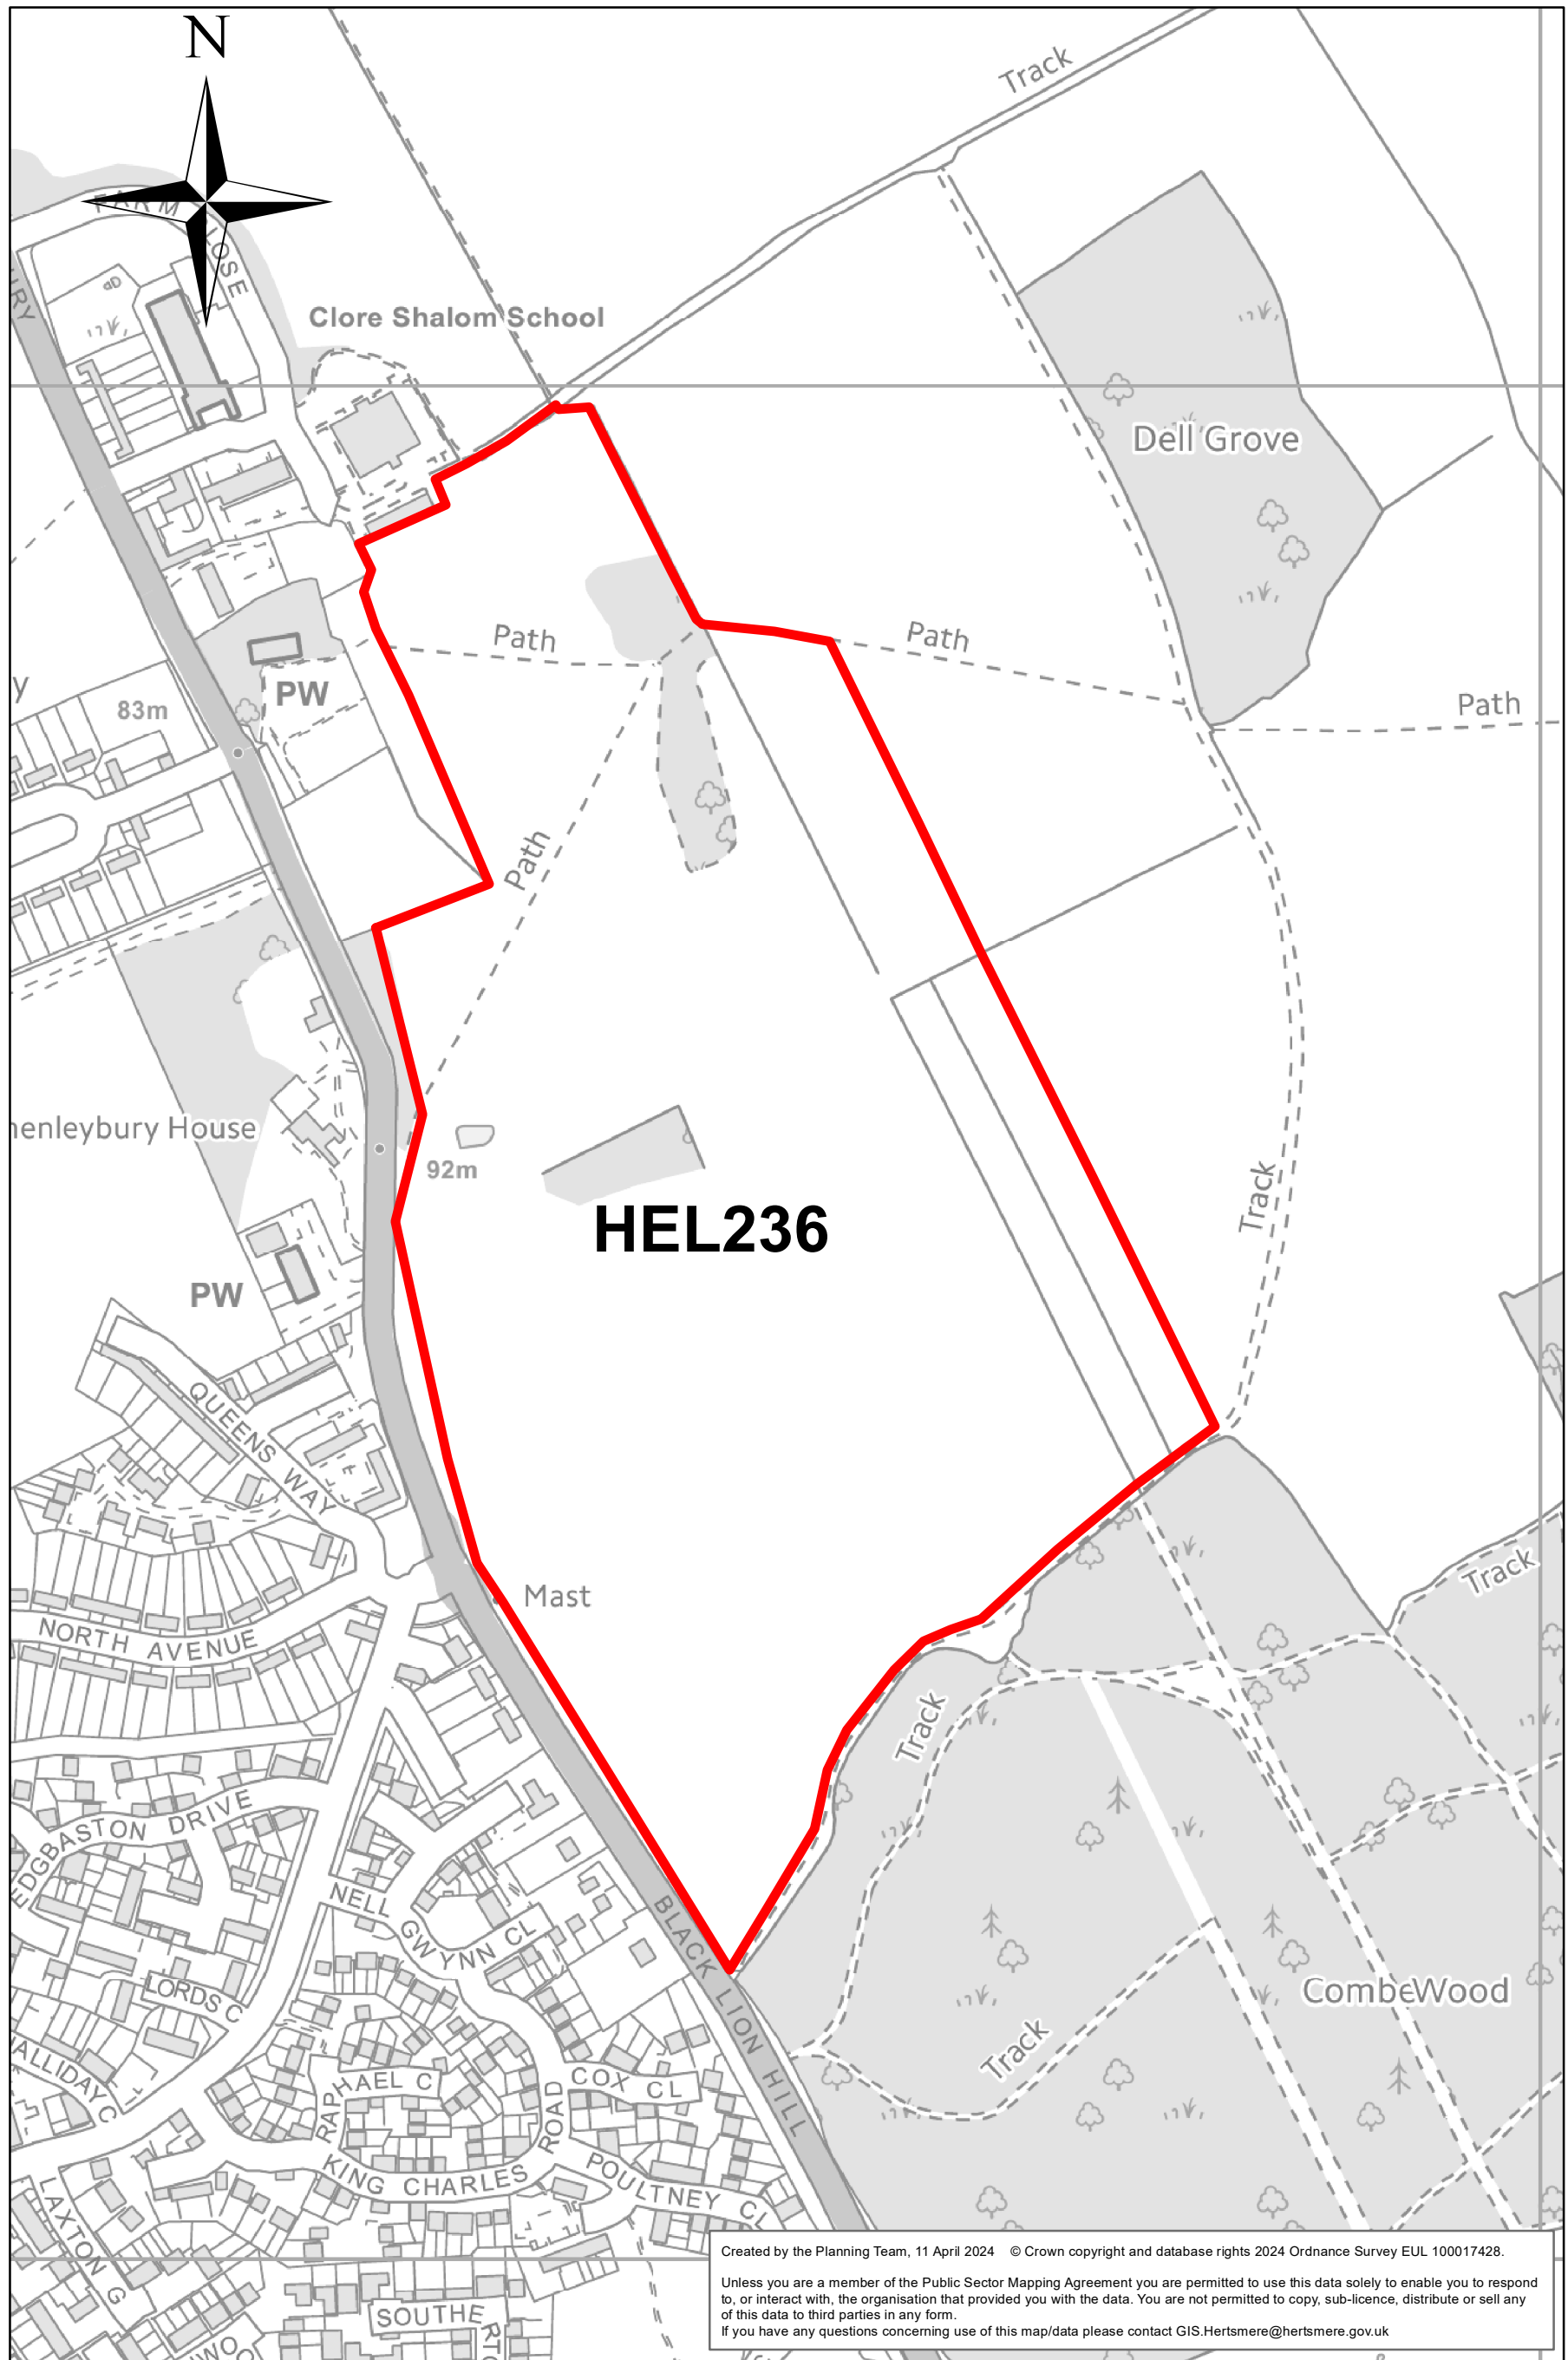 N
Track
FARM CLOSE
Clore Shalom School
Dell Grove
Path
Path
Path
PW
83m
Path
henleybury House
92m
HEL236
Track
PW
QUEENS WAY
Mast
Track
NORTH AVENUE
Track
EDGBASTON DRIVE
NELL GWYNN CL
BLACK LION HILL
LORDS C
CombeWood
Track
HALLIDAY C
RAPHAEL C
COX CL
ROAD
KING CHARLES
POULTNEY CL
LAXTON G
SOUTHE
Created by the Planning Team, 11 April 2024 © Crown copyright and database rights 2024 Ordnance Survey EUL 100017428.
Unless you are a member of the Public Sector Mapping Agreement you are permitted to use this data solely to enable you to respond
to, or interact with, the organisation that provided you with the data. You are not permitted to copy, sub-licence, distribute or sell any
of this data to third parties in any form.
If you have any questions concerning use of this map/data please contact GIS.Hertsmere@hertsmere.gov.uk